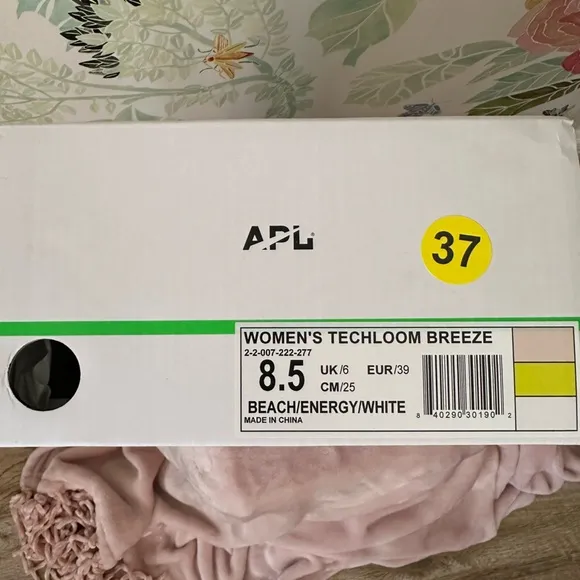 APL®
37
WOMEN'S TECHLOOM BREEZE
2-2-007-222-277
8.5 UK/6 EUR/39
CM/25
BEACH/ENERGY/WHITE
MADE IN CHINA
8 40290 30190 2